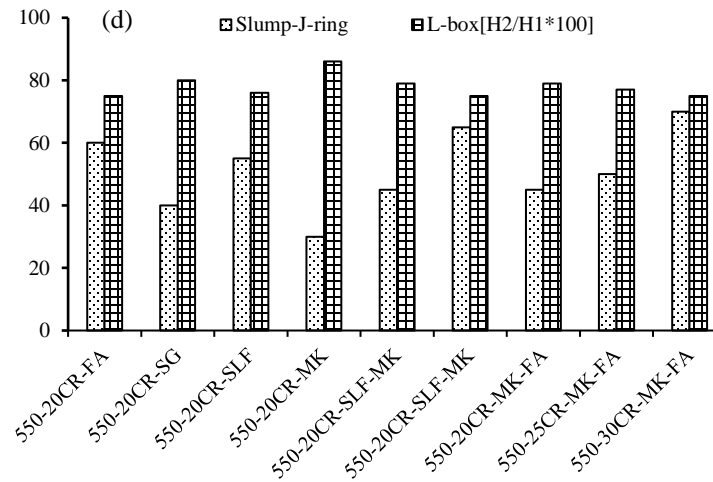 100
(d)
Slump-J-ring
L-box[H2/H1*100]
80
60
40
20
0
550-20CR-FA
550-20CR-SG
550-20CR-SLF
550-20CR-MK
550-20CR-SLF-MK
550-20CR-SLF-MK
550-20CR-MK-FA
550-25CR-MK-FA
550-30CR-MK-FA